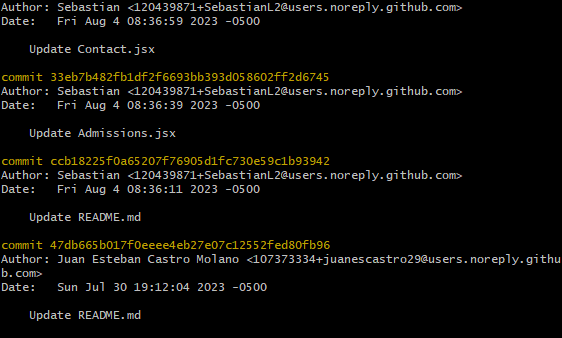 Author: Sebastian <120439871+SebastianL2@users.noreply.github.com>
Date:   Fri Aug 4 08:36:59 2023 -0500
    Update Contact.jsx
commit 33eb7b482fb1df2f6693bb393d058602ff2d6745
Author: Sebastian <120439871+SebastianL2@users.noreply.github.com>
Date:   Fri Aug 4 08:36:39 2023 -0500
    Update Admissions.jsx
commit ccb18225f0a65207f76905d1fc730e59c1b93942
Author: Sebastian <120439871+SebastianL2@users.noreply.github.com>
Date:   Fri Aug 4 08:36:11 2023 -0500
    Update README.md
commit 47db665b017f0eeee4eb27e07c12552fed80fb96
Author: Juan Esteban Castro Molano <107373334+juanescastro29@users.noreply.githu
b.com>
Date:   Sun Jul 30 19:12:04 2023 -0500
    Update README.md